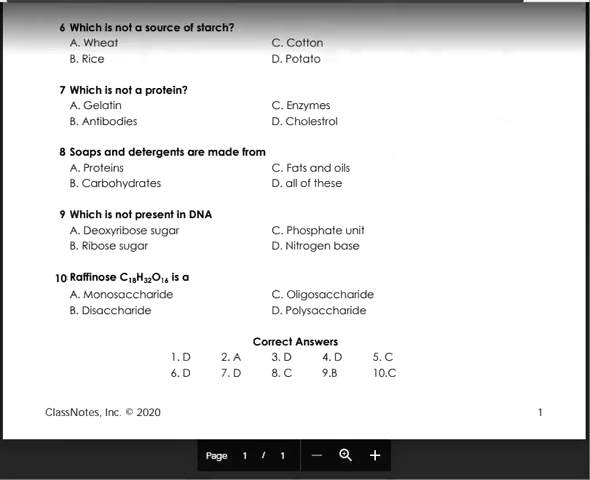 6 Which is not a source of starch?
A. Wheat C. Cotton
B. Rice D. Potato
7 Which is not a protein?
A. Gelatin C. Enzymes
B. Antibodies D. Cholestrol
8 Soaps and detergents are made from
A. Proteins C. Fats and oils
B. Carbohydrates D. all of these
9 Which is not present in DNA
A. Deoxyribose sugar C. Phosphate unit
B. Ribose sugar D. Nitrogen base
10 Raffinose C₁₈H₃₂O₁₆ is a
A. Monosaccharide C. Oligosaccharide
B. Disaccharide D. Polysaccharide
Correct Answers
1. D 2. A 3. D 4. D 5. C
6. D 7. D 8. C 9.B 10.C
ClassNotes, Inc. © 2020 1
Page 1 / 1